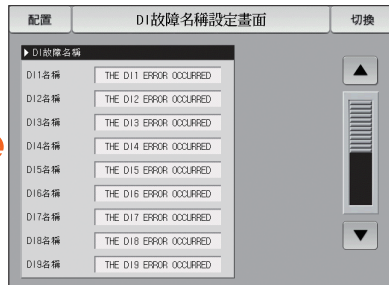 配置
DI故障名稱設定畫面
切換
▶ DI故障名稱
DI1名稱 THE DI1 ERROR OCCURRED
DI2名稱 THE DI2 ERROR OCCURRED
DI3名稱 THE DI3 ERROR OCCURRED
DI4名稱 THE DI4 ERROR OCCURRED
DI5名稱 THE DI5 ERROR OCCURRED
DI6名稱 THE DI6 ERROR OCCURRED
DI7名稱 THE DI7 ERROR OCCURRED
DI8名稱 THE DI8 ERROR OCCURRED
DI9名稱 THE DI9 ERROR OCCURRED
e